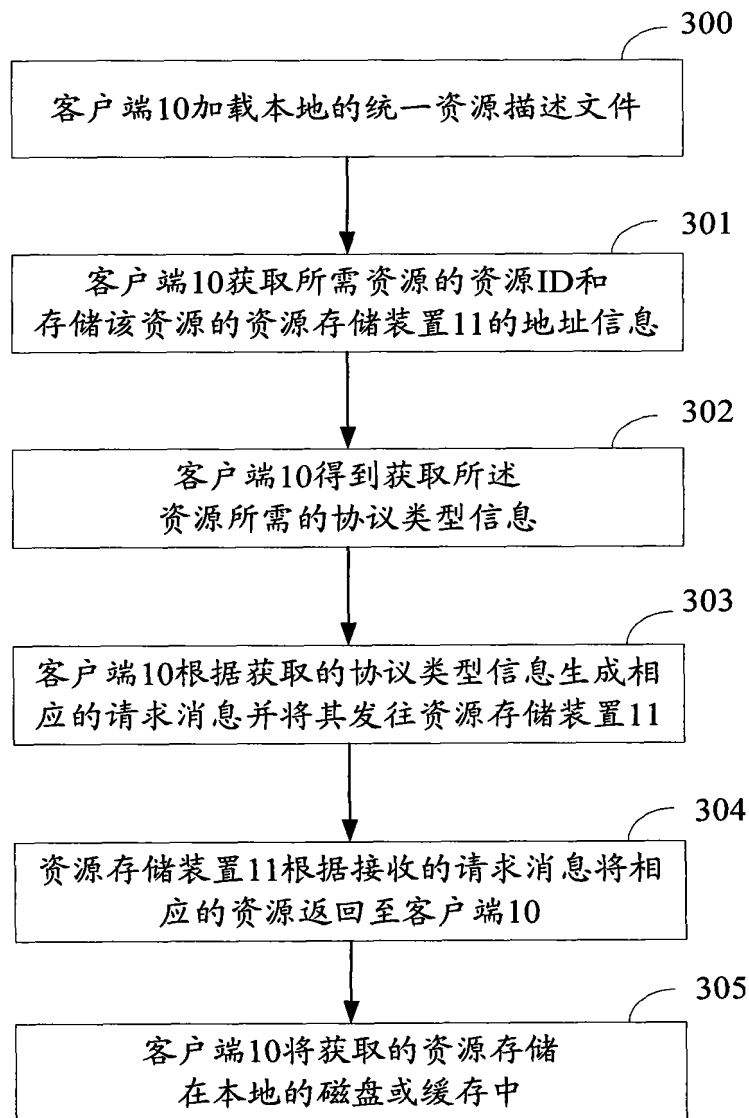 300
客户端10加载本地的统一资源描述文件
301
客户端10获取所需资源的资源ID和
存储该资源的资源存储装置11的地址信息
302
客户端10得到获取所述
资源所需的协议类型信息
303
客户端10根据获取的协议类型信息生成相
应的请求消息并将其发往资源存储装置11
304
资源存储装置11根据接收的请求消息将相
应的资源返回至客户端10
305
客户端10将获取的资源存储
在本地的磁盘或缓存中